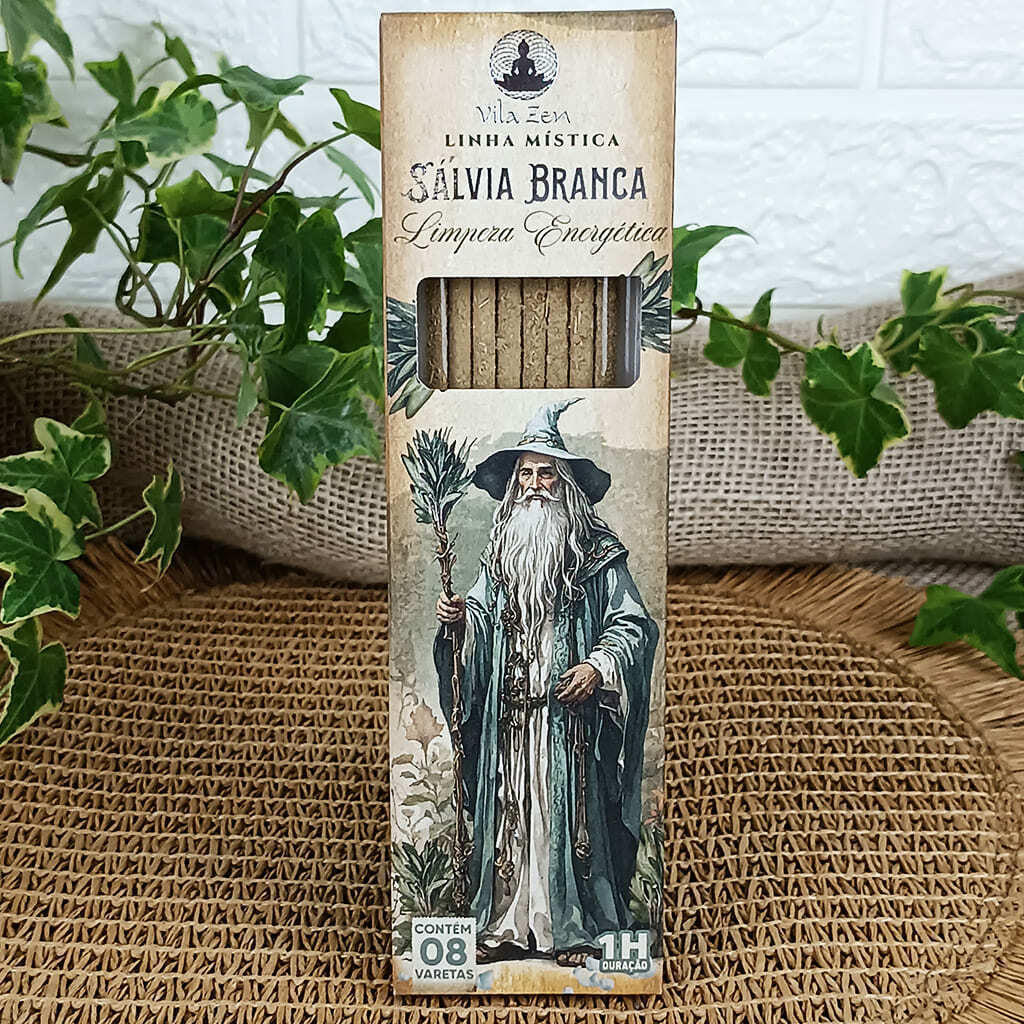 Vila Zen
LINHA MÍSTICA
SÁLVIA BRANCA
Limpeza Energética
CONTÉM
08
VARETAS
1H
DURAÇÃO